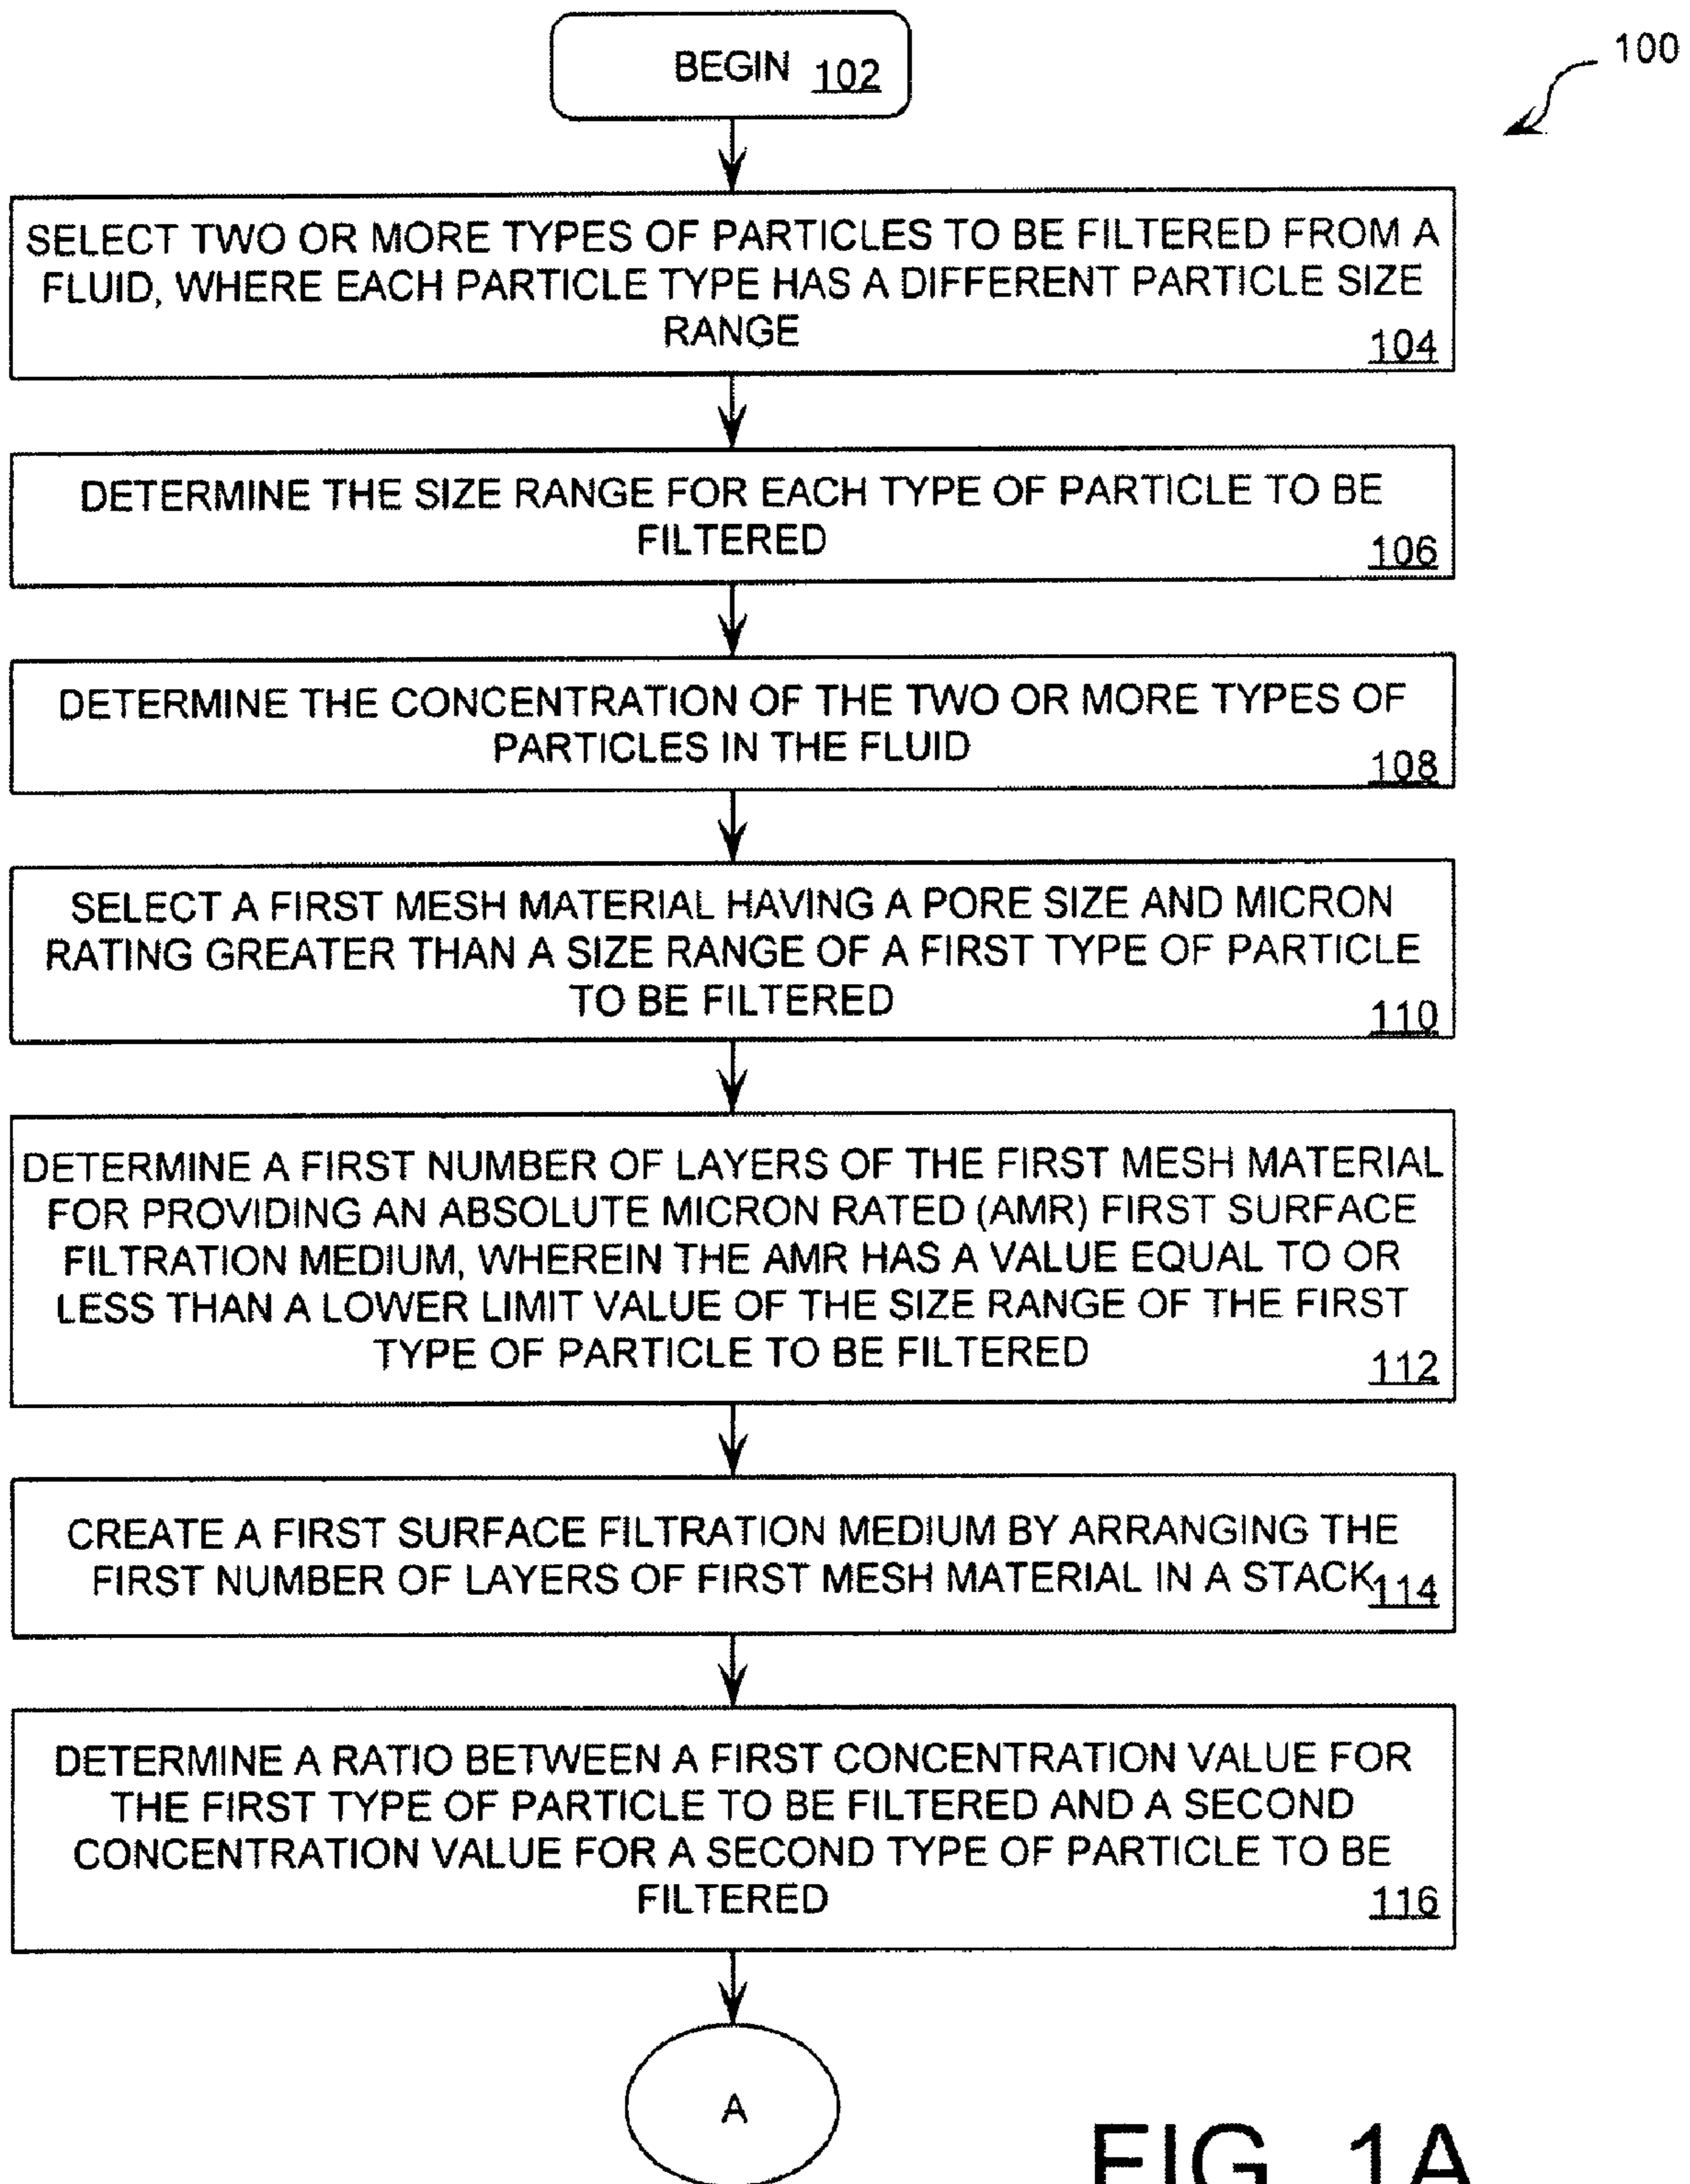 BEGIN 102
100
SELECT TWO OR MORE TYPES OF PARTICLES TO BE FILTERED FROM A
FLUID, WHERE EACH PARTICLE TYPE HAS A DIFFERENT PARTICLE SIZE
RANGE
104
DETERMINE THE SIZE RANGE FOR EACH TYPE OF PARTICLE TO BE
FILTERED
106
DETERMINE THE CONCENTRATION OF THE TWO OR MORE TYPES OF
PARTICLES IN THE FLUID
108
SELECT A FIRST MESH MATERIAL HAVING A PORE SIZE AND MICRON
RATING GREATER THAN A SIZE RANGE OF A FIRST TYPE OF PARTICLE
TO BE FILTERED
110
DETERMINE A FIRST NUMBER OF LAYERS OF THE FIRST MESH MATERIAL
FOR PROVIDING AN ABSOLUTE MICRON RATED (AMR) FIRST SURFACE
FILTRATION MEDIUM, WHEREIN THE AMR HAS A VALUE EQUAL TO OR
LESS THAN A LOWER LIMIT VALUE OF THE SIZE RANGE OF THE FIRST
TYPE OF PARTICLE TO BE FILTERED
112
CREATE A FIRST SURFACE FILTRATION MEDIUM BY ARRANGING THE
FIRST NUMBER OF LAYERS OF FIRST MESH MATERIAL IN A STACK
114
DETERMINE A RATIO BETWEEN A FIRST CONCENTRATION VALUE FOR
THE FIRST TYPE OF PARTICLE TO BE FILTERED AND A SECOND
CONCENTRATION VALUE FOR A SECOND TYPE OF PARTICLE TO BE
FILTERED
116
A
FIG. 1A